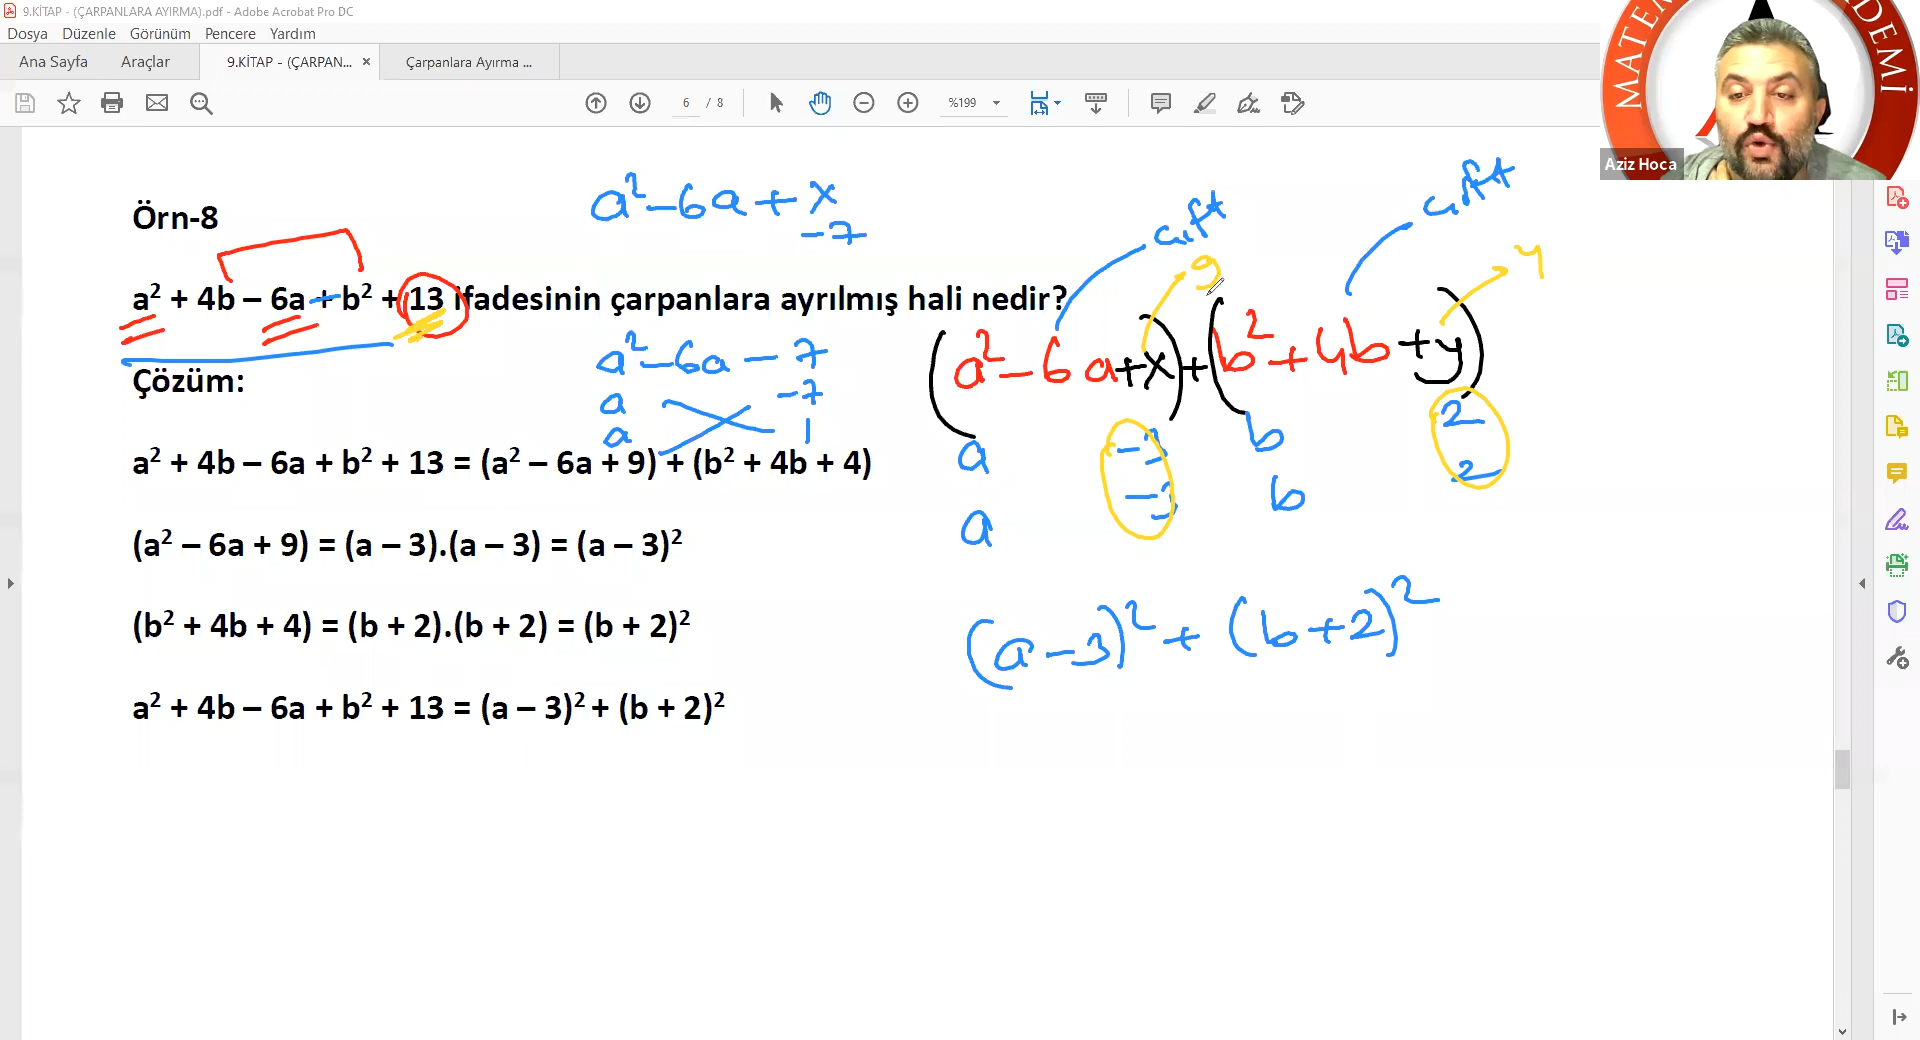 9.KİTAP - (ÇARPANLARA AYIRMA).pdf - Adobe Acrobat Pro DC
Dosya Düzenle Görünüm Pencere Yardım
Ana Sayfa Araçlar 9.KİTAP - (ÇARPAN... × Çarpanlara Ayırma ...
6 / 8 %199
MATEM DEMİ
Aziz Hoca
a² – 6a + x
–7
çift
çift
Örn-8
9
4
a² + 4b – 6a + b² + 13 ifadesinin çarpanlara ayrılmış hali nedir?
a² – 6a – 7
(a² – 6a + x) + (b² + 4b + y)
Çözüm:
a –7
a 1
a –3 b 2
a –3 b 2
a² + 4b – 6a + b² + 13 = (a² – 6a + 9) + (b² + 4b + 4)
(a² – 6a + 9) = (a – 3).(a – 3) = (a – 3)²
(b² + 4b + 4) = (b + 2).(b + 2) = (b + 2)²
(a – 3)² + (b + 2)²
a² + 4b – 6a + b² + 13 = (a – 3)² + (b + 2)²